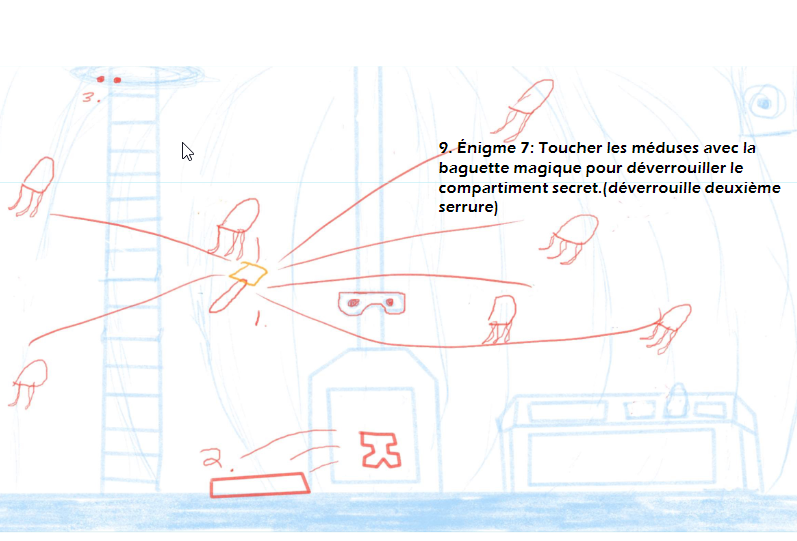 3.
9. Énigme 7: Toucher les méduses avec la
baguette magique pour déverrouiller le
compartiment secret.(déverrouille deuxième
serrure)
1.
2.